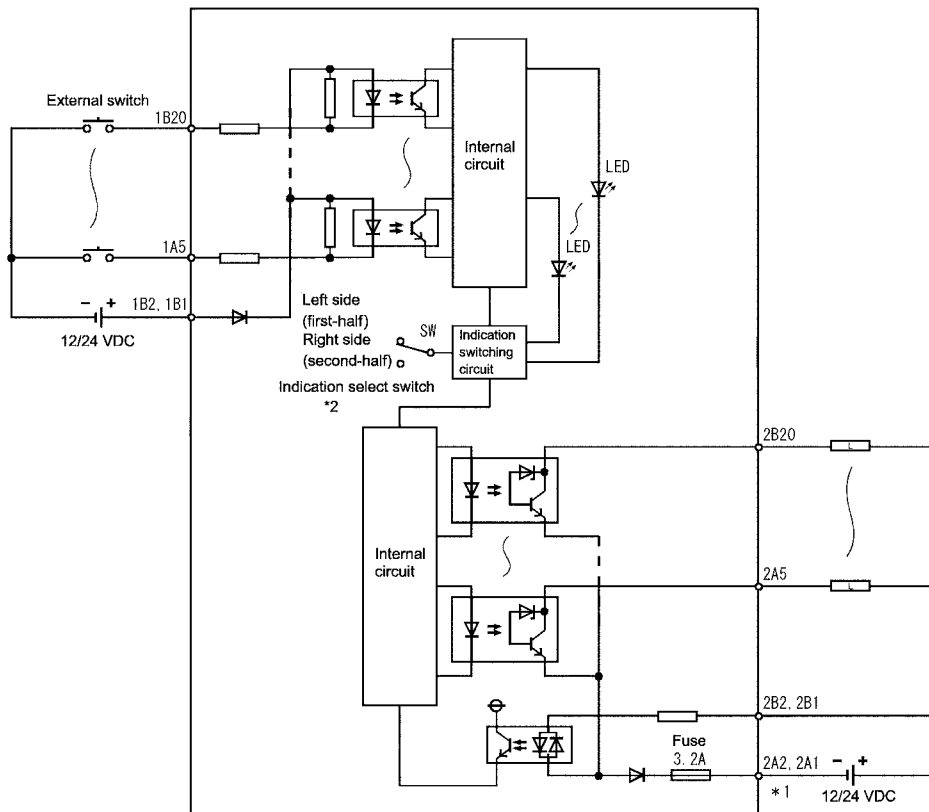 External switch
1B20
Internal
circuit
LED
LED
1A5
1B2, 1B1
- +
12/24 VDC
Left side
(first-half)
Right side
(second-half)
SW
Indication
switching
circuit
Indication select switch
*2
2B20
L
Internal
circuit
2A5
L
2B2, 2B1
Fuse
3. 2A
2A2, 2A1
*1
- +
12/24 VDC